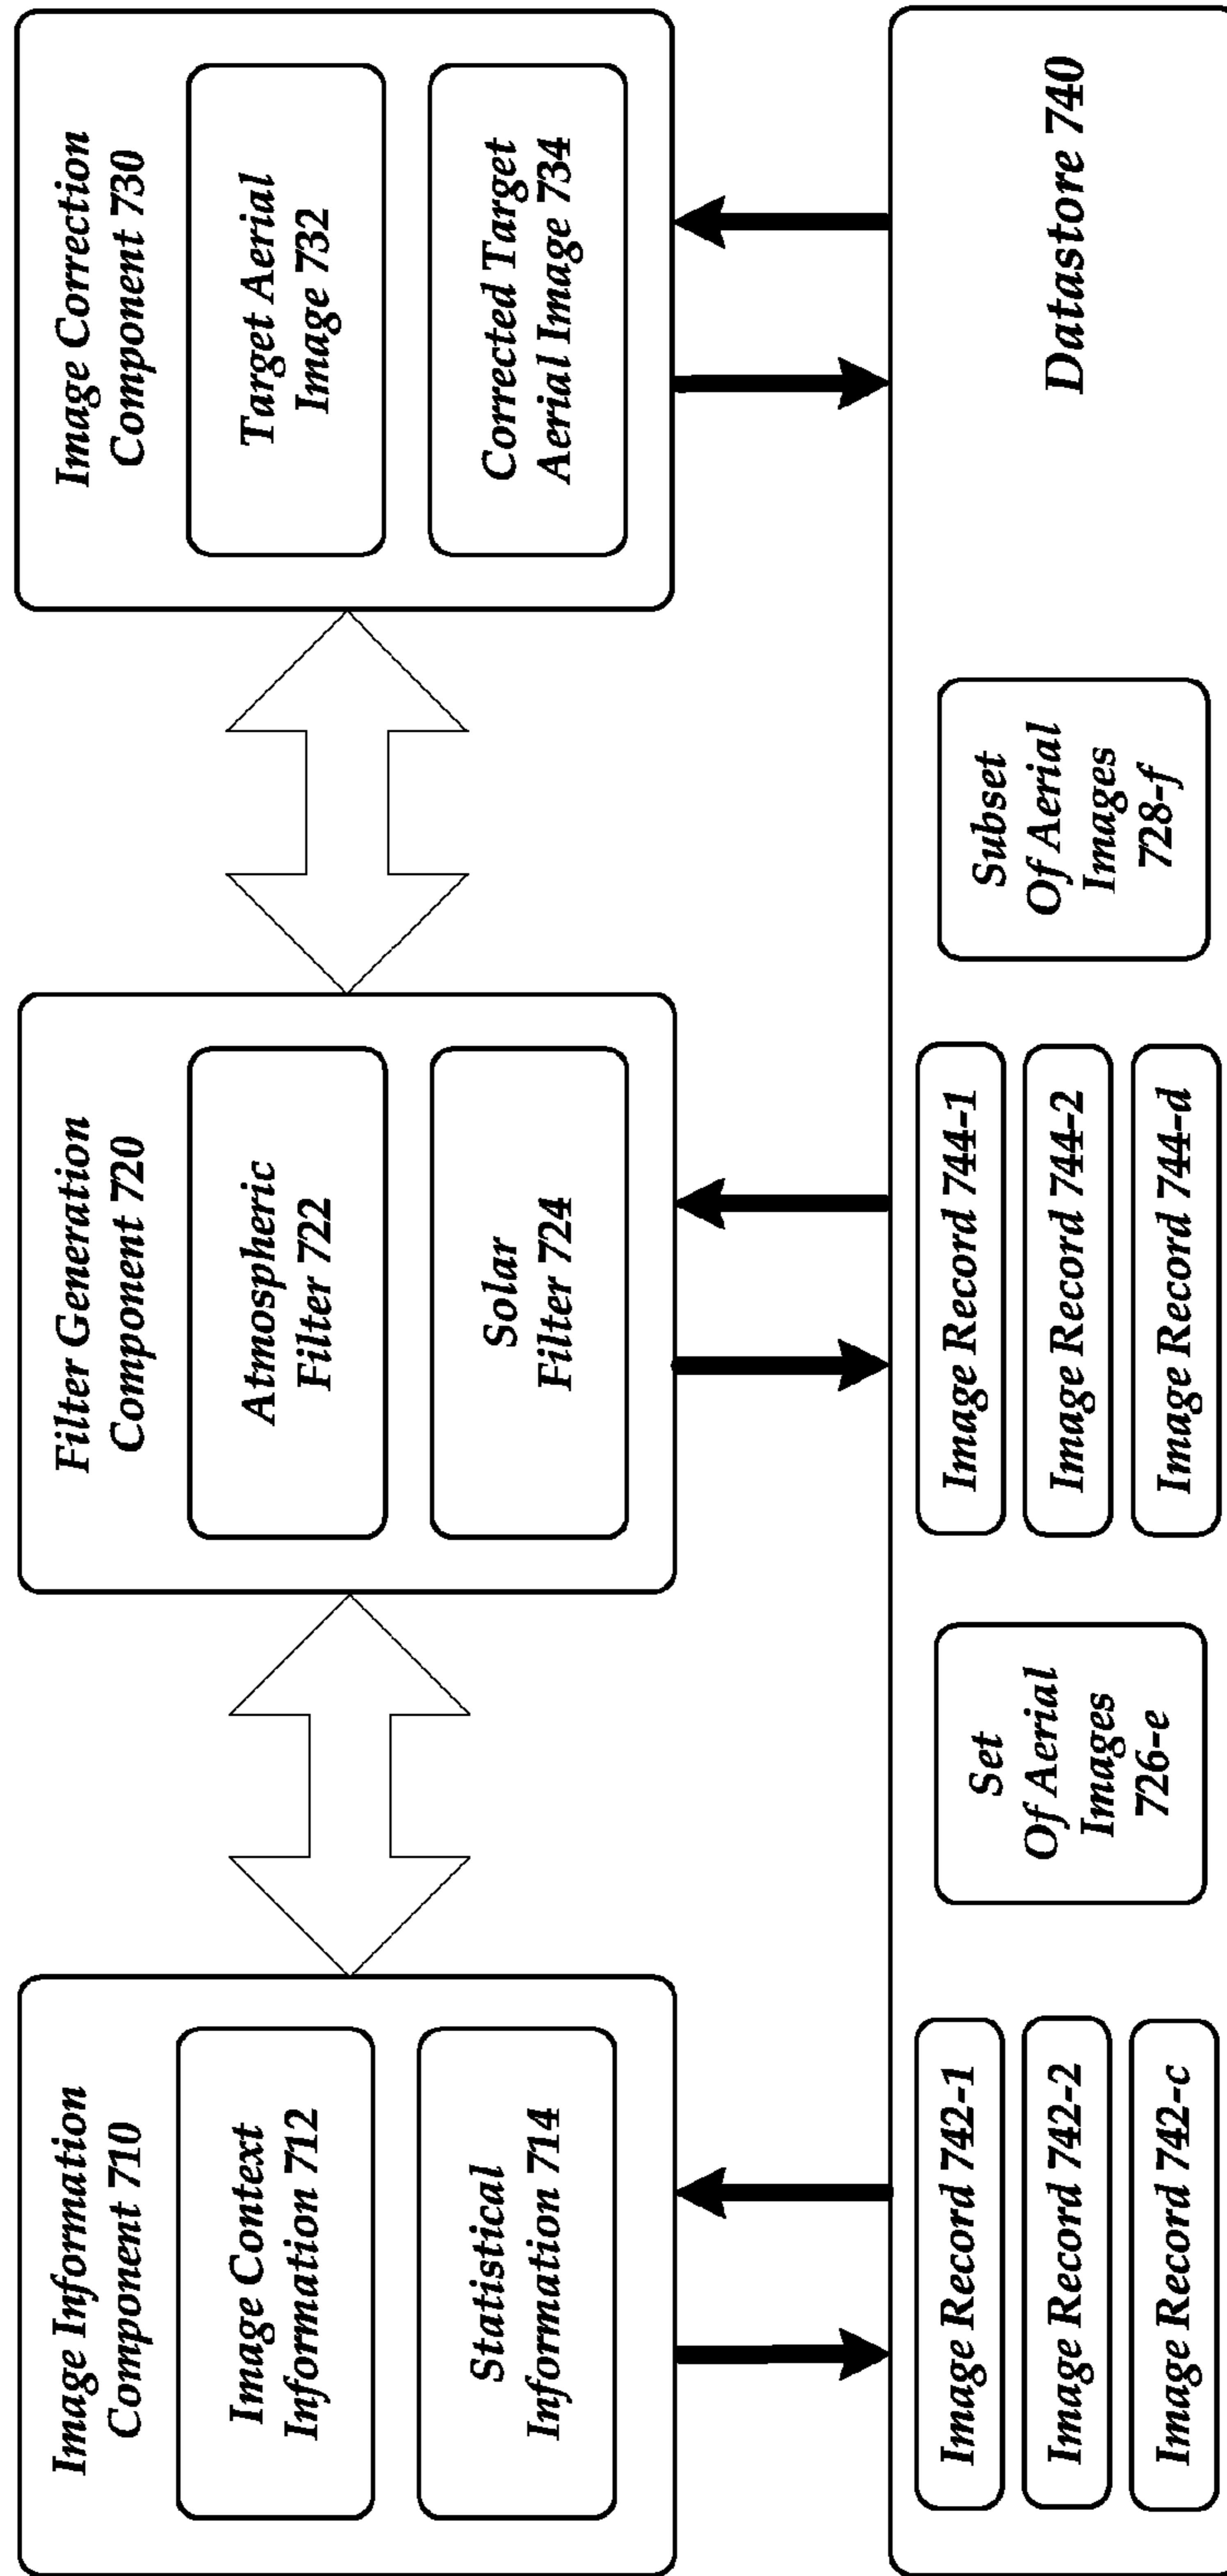 Image Information
Component 710
Image Context
Information 712
Statistical
Information 714
Filter Generation
Component 720
Atmospheric
Filter 722
Solar
Filter 724
Image Correction
Component 730
Target Aerial
Image 732
Corrected Target
Aerial Image 734
Image Record 742-1
Image Record 742-2
Image Record 742-c
Set
Of Aerial
Images
726-e
Image Record 744-1
Image Record 744-2
Image Record 744-d
Subset
Of Aerial
Images
728-f
Datastore 740